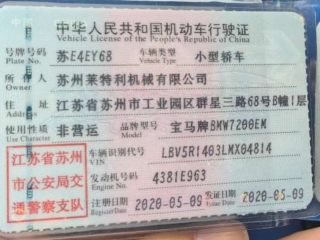 中华人民共和国机动车行驶证
Vehicle License of the People's Republic of China
号牌号码 苏E4EY68 车辆类型 小型轿车
Plate No. Vehicle Type
所有人 苏州莱特利机械有限公司
Owner
住址 江苏省苏州市工业园区群星三路68号B幢1层
Address
使用性质 非营运 品牌型号 宝马牌BMW7200EM
Use Character Model
江苏省苏州市公安局交通警察支队
车辆识别代号 LBV5R1403LMX04814
VIN
发动机号码 4381E963
Engine No.
注册日期 2020-05-09 发证日期 2020-05-09
Register Date Issue Date